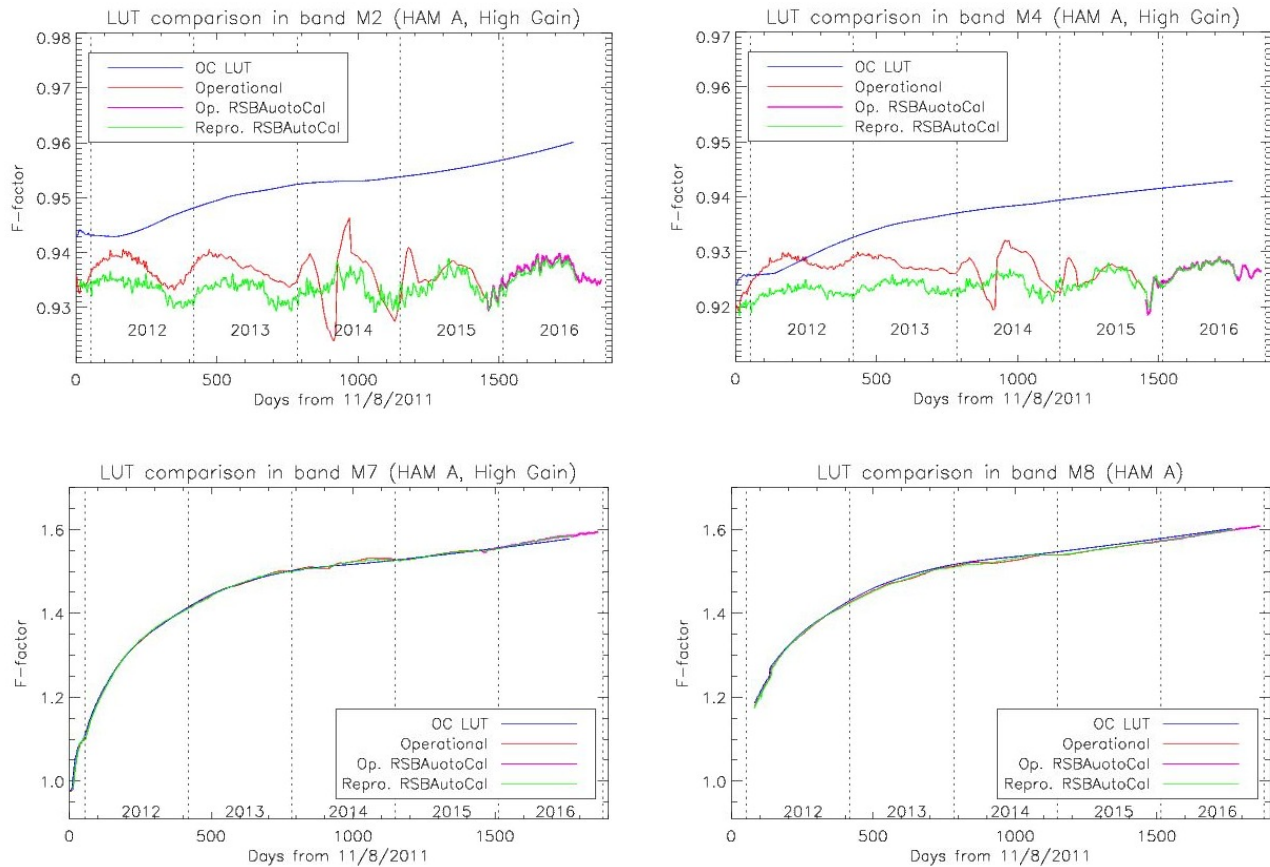 LUT comparison in band M2 (HAM A, High Gain)
0.98
0.97
0.96
0.95
0.94
0.93
F-factor
OC LUT
Operational
Op. RSBAuotoCal
Repro. RSBAutoCal
2012
2013
2014
2015
2016
0
500
1000
1500
Days from 11/8/2011
LUT comparison in band M4 (HAM A, High Gain)
0.97
0.96
0.95
0.94
0.93
0.92
0.91
F-factor
OC LUT
Operational
Op. RSBAuotoCal
Repro. RSBAutoCal
2012
2013
2014
2015
2016
0
500
1000
1500
Days from 11/8/2011
LUT comparison in band M7 (HAM A, High Gain)
1.6
1.4
1.2
1.0
F-factor
OC LUT
Operational
Op. RSBAuotoCal
Repro. RSBAutoCal
2012
2013
2014
2015
2016
0
500
1000
1500
Days from 11/8/2011
LUT comparison in band M8 (HAM A)
1.6
1.4
1.2
1.0
F-factor
OC LUT
Operational
Op. RSBAuotoCal
Repro. RSBAutoCal
2012
2013
2014
2015
2016
0
500
1000
1500
Days from 11/8/2011